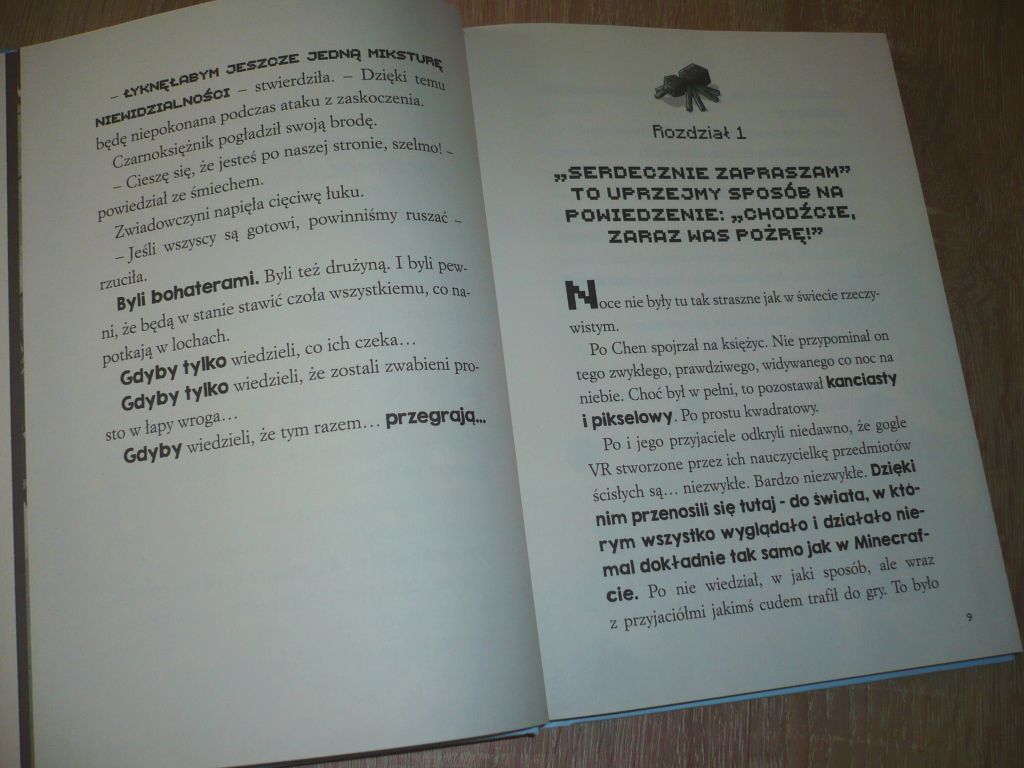 – ŁYKNĘŁABYM JESZCZE JEDNĄ MIKSTURĘ
NIEWIDZIALNOŚCI – stwierdziła. – Dzięki temu
będę niepokonana podczas ataku z zaskoczenia.
Czarnoksiężnik pogładził swoją brodę.
– Cieszę się, że jesteś po naszej stronie, szelmo! –
powiedział ze śmiechem.
Zwiadowczyni napięła cięciwę łuku.
– Jeśli wszyscy są gotowi, powinniśmy ruszać –
rzuciła.
Byli bohaterami. Byli też drużyną. I byli pew-
ni, że będą w stanie stawić czoła wszystkiemu, co na-
potkają w lochach.
Gdyby tylko wiedzieli, co ich czeka…
Gdyby tylko wiedzieli, że zostali zwabieni pro-
sto w łapy wroga…
Gdyby wiedzieli, że tym razem… przegrają…
Rozdział 1
„SERDECZNIE ZAPRASZAM”
TO UPRZEJMY SPOSÓB NA
POWIEDZENIE: „CHODŹCIE,
ZARAZ WAS POŻRĘ!”
Noce nie były tu tak straszne jak w świecie rzeczy-
wistym.
Po Chen spojrzał na księżyc. Nie przypominał on
tego zwykłego, prawdziwego, widywanego co noc na
niebie. Choć był w pełni, to pozostawał kanciasty
i pikselowy. Po prostu kwadratowy.
Po i jego przyjaciele odkryli niedawno, że gogle
VR stworzone przez ich nauczycielkę przedmiotów
ścisłych są… niezwykłe. Bardzo niezwykłe. Dzięki
nim przenosili się tutaj – do świata, w któ-
rym wszystko wyglądało i działało nie-
mal dokładnie tak samo jak w Minecraf-
cie. Po nie wiedział, w jaki sposób, ale wraz
z przyjaciółmi jakimś cudem trafił do gry. To było
9